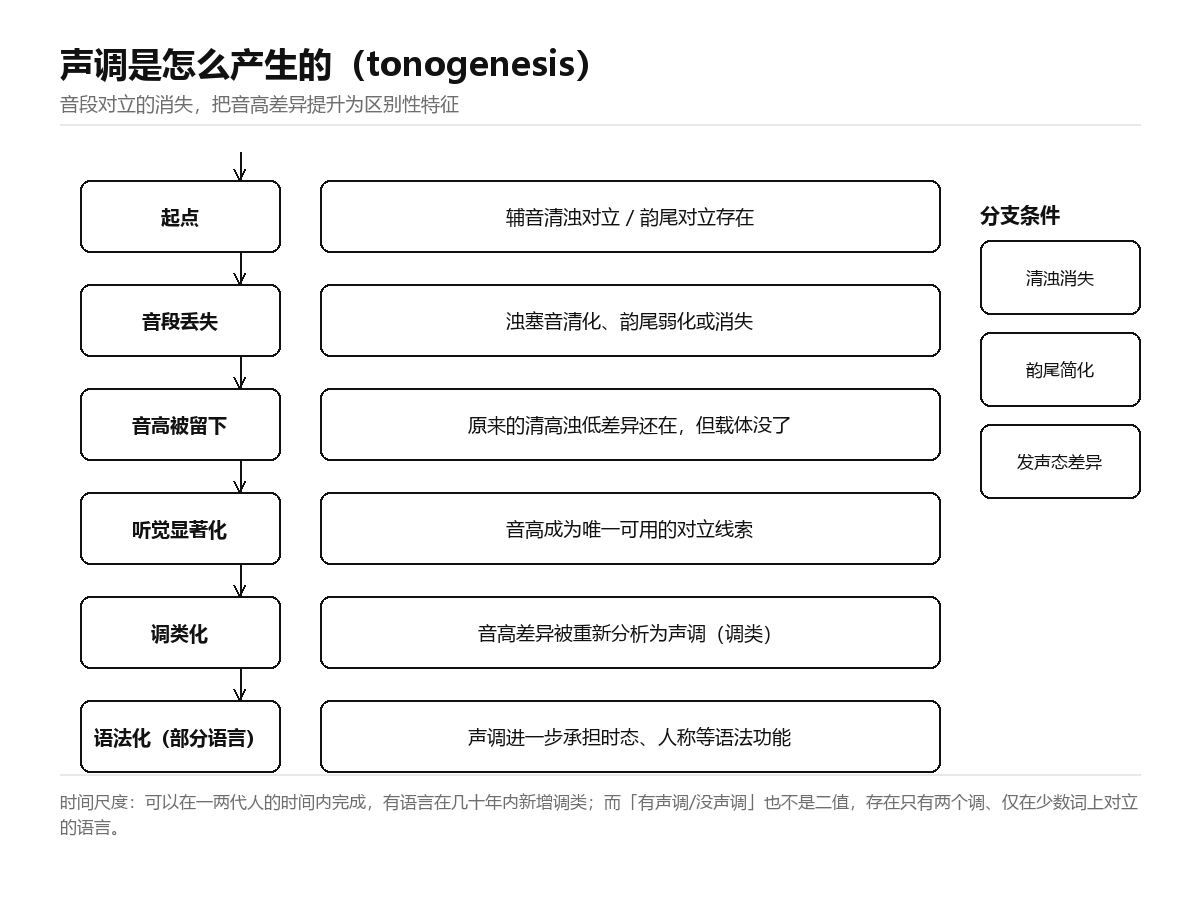 声调是怎么产生的（tonogenesis）
音段对立的消失，把音高差异提升为区别性特征
起点
辅音清浊对立 / 韵尾对立存在
音段丢失
浊塞音清化、韵尾弱化或消失
音高被留下
原来的清高浊低差异还在，但载体没了
听觉显著化
音高成为唯一可用的对立线索
调类化
音高差异被重新分析为声调（调类）
语法化（部分语言）
声调进一步承担时态、人称等语法功能
分支条件
清浊消失
韵尾简化
发声态差异
时间尺度：可以在一两代人的时间内完成，有语言在几十年内新增调类；而「有声调/没声调」也不是二值，存在只有两个调、仅在少数词上对立
的语言。